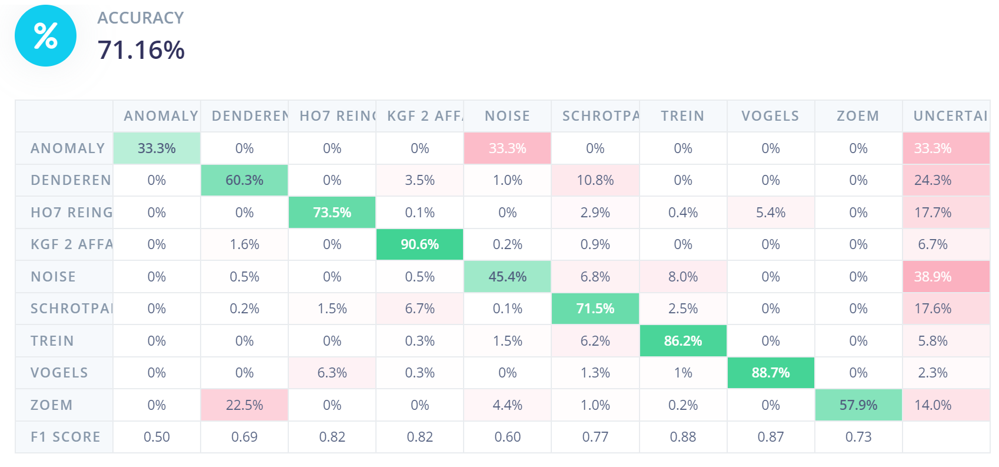 %
ACCURACY
71.16%
ANOMALY DENDEREN HO7 REING KGF 2 AFFA NOISE SCHROTPA TREIN VOGELS ZOEM UNCERTAI
ANOMALY 33.3% 0% 0% 0% 33.3% 0% 0% 0% 0% 33.3%
DENDEREN 0% 60.3% 0% 3.5% 1.0% 10.8% 0% 0% 0% 24.3%
HO7 REING 0% 0% 73.5% 0.1% 0% 2.9% 0.4% 5.4% 0% 17.7%
KGF 2 AFFA 0% 1.6% 0% 90.6% 0.2% 0.9% 0% 0% 0% 6.7%
NOISE 0% 0.5% 0% 0.5% 45.4% 6.8% 8.0% 0% 0% 38.9%
SCHROTPA 0% 0.2% 1.5% 6.7% 0.1% 71.5% 2.5% 0% 0% 17.6%
TREIN 0% 0% 0% 0.3% 1.5% 6.2% 86.2% 0% 0% 5.8%
VOGELS 0% 0% 6.3% 0.3% 0% 1.3% 1% 88.7% 0% 2.3%
ZOEM 0% 22.5% 0% 0% 4.4% 1.0% 0.2% 0% 57.9% 14.0%
F1 SCORE 0.50 0.69 0.82 0.82 0.60 0.77 0.88 0.87 0.73